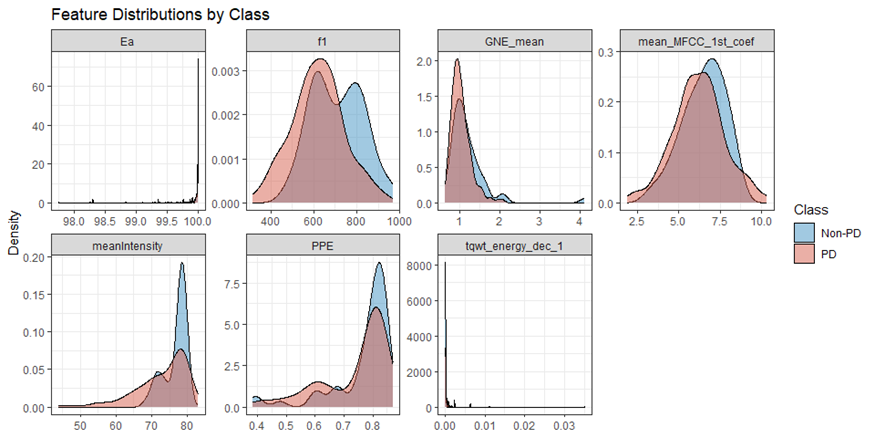 Feature Distributions by Class
Density
Ea
60
40
20
0
98.0 98.5 99.0 99.5 100.0
f1
0.003
0.002
0.001
0.000
400 600 800 1000
GNE_mean
2.0
1.5
1.0
0.5
0.0
1 2 3 4
mean_MFCC_1st_coef
0.3
0.2
0.1
0.0
2.5 5.0 7.5 10.0
meanIntensity
0.20
0.15
0.10
0.05
0.00
50 60 70 80
PPE
7.5
5.0
2.5
0.0
0.4 0.5 0.6 0.7 0.8
tqwt_energy_dec_1
8000
6000
4000
2000
0
0.00 0.01 0.02 0.03
Class
Non-PD
PD